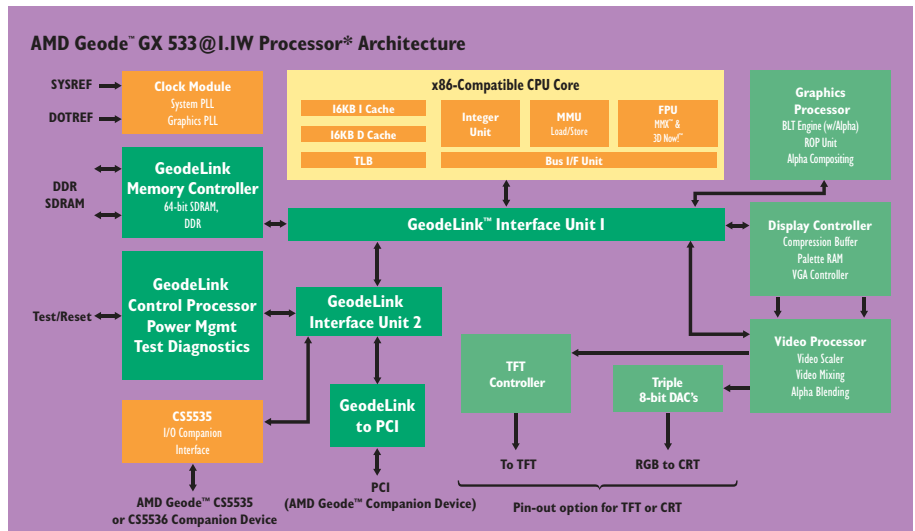 AMD Geode™ GX 533@1.1W Processor* Architecture
SYSREF
DOTREF
Clock Module
System PLL
Graphics PLL
x86-Compatible CPU Core
16KB I Cache
16KB D Cache
TLB
Integer
Unit
MMU
Load/Store
FPU
MMX™ &
3D Now!™
Bus I/F Unit
Graphics
Processor
BLT Engine (w/Alpha)
ROP Unit
Alpha Compositing
DDR
SDRAM
GeodeLink
Memory Controller
64-bit SDRAM,
DDR
GeodeLink™ Interface Unit 1
Display Controller
Compression Buffer
Palette RAM
VGA Controller
Test/Reset
GeodeLink
Control Processor
Power Mgmt
Test Diagnostics
GeodeLink
Interface Unit 2
Video Processor
Video Scaler
Video Mixing
Alpha Blending
TFT
Controller
Triple
8-bit DAC's
CS5535
I/O Companion
Interface
GeodeLink
to PCI
To TFT
RGB to CRT
AMD Geode™ CS5535
or CS5536 Companion Device
PCI
(AMD Geode™ Companion Device)
Pin-out option for TFT or CRT